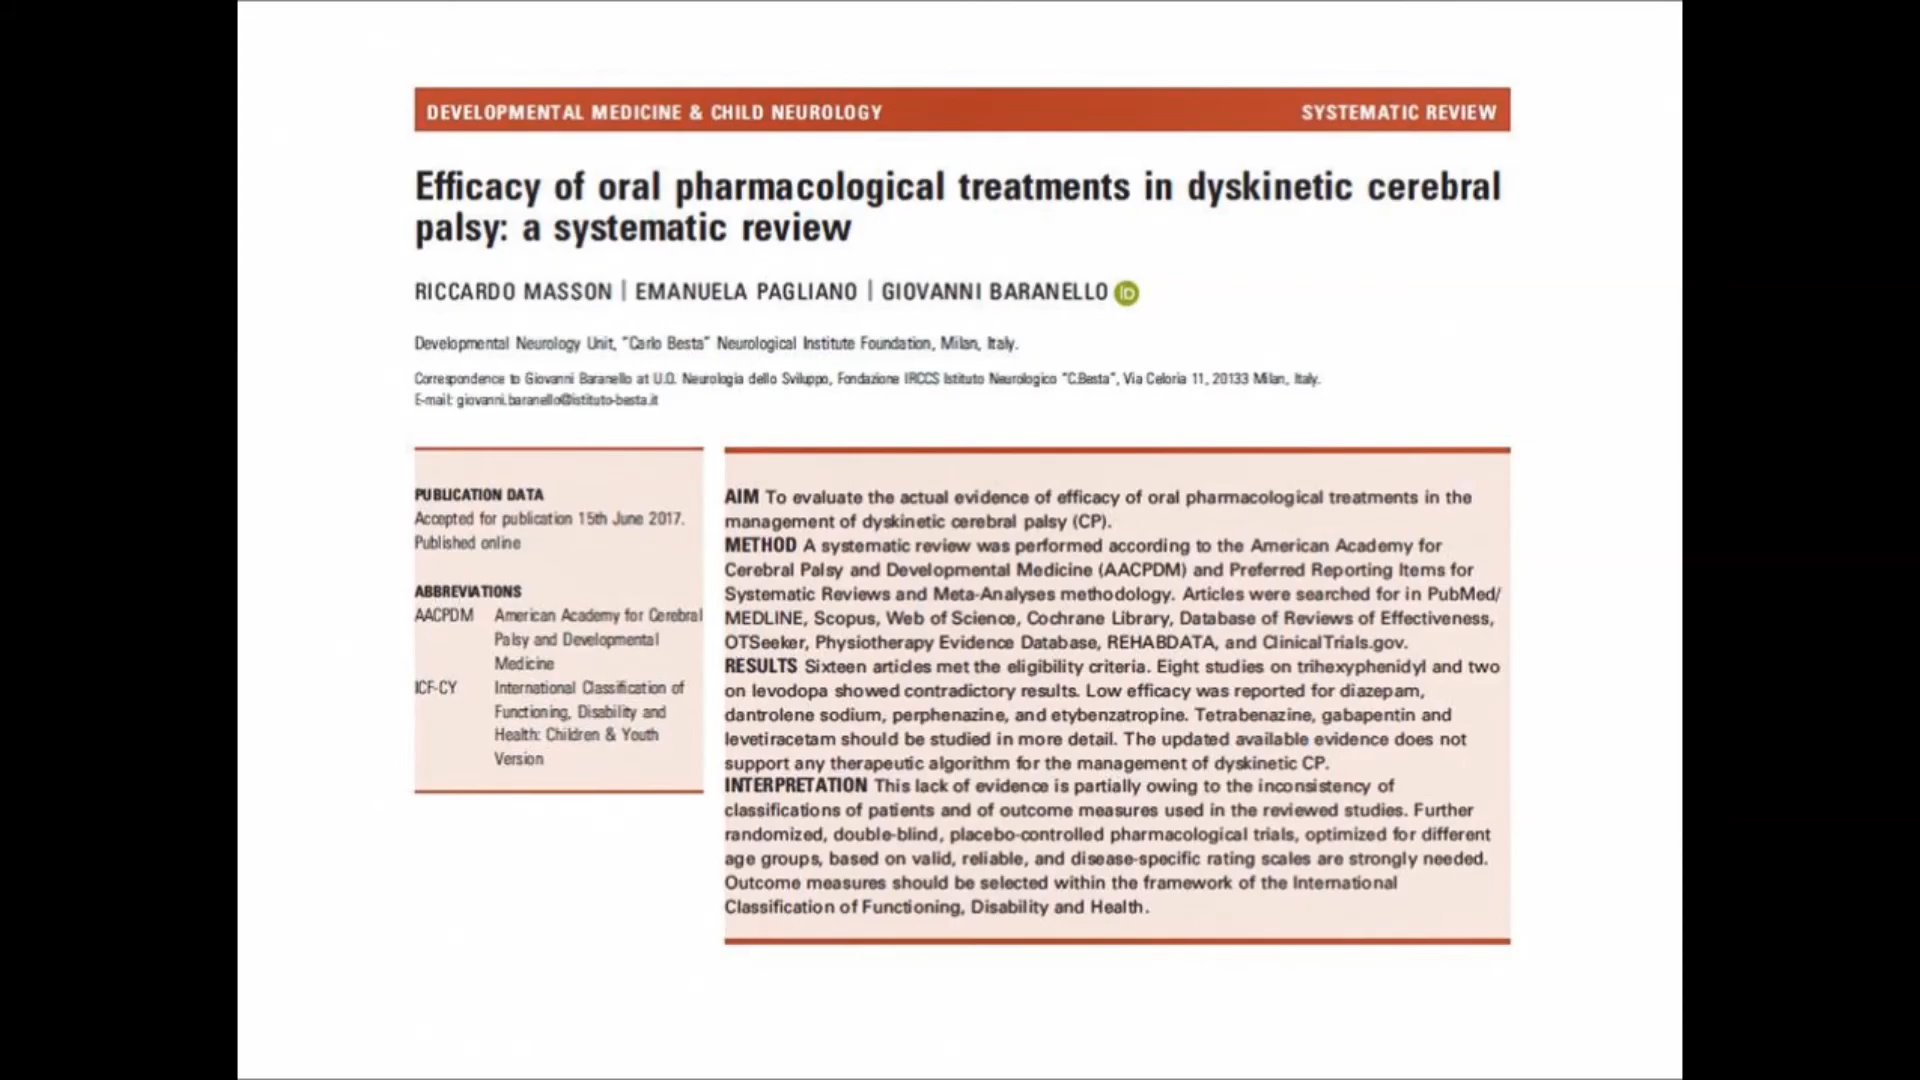 DEVELOPMENTAL MEDICINE & CHILD NEUROLOGY SYSTEMATIC REVIEW
Efficacy of oral pharmacological treatments in dyskinetic cerebral
palsy: a systematic review
RICCARDO MASSON | EMANUELA PAGLIANO | GIOVANNI BARANELLO iD
Developmental Neurology Unit, "Carlo Besta" Neurological Institute Foundation, Milan, Italy.
Correspondence to Giovanni Baranello at U.O. Neurologia dello Sviluppo, Fondazione IRCCS Istituto Neurologico "C.Besta", Via Celoria 11, 20133 Milan, Italy.
E-mail: giovanni.baranello@istituto-besta.it
PUBLICATION DATA
Accepted for publication 15th June 2017.
Published online
ABBREVIATIONS
AACPDM American Academy for Cerebral
Palsy and Developmental
Medicine
ICF-CY International Classification of
Functioning, Disability and
Health: Children & Youth
Version
AIM To evaluate the actual evidence of efficacy of oral pharmacological treatments in the
management of dyskinetic cerebral palsy (CP).
METHOD A systematic review was performed according to the American Academy for
Cerebral Palsy and Developmental Medicine (AACPDM) and Preferred Reporting Items for
Systematic Reviews and Meta-Analyses methodology. Articles were searched for in PubMed/
MEDLINE, Scopus, Web of Science, Cochrane Library, Database of Reviews of Effectiveness,
OTSeeker, Physiotherapy Evidence Database, REHABDATA, and ClinicalTrials.gov.
RESULTS Sixteen articles met the eligibility criteria. Eight studies on trihexyphenidyl and two
on levodopa showed contradictory results. Low efficacy was reported for diazepam,
dantrolene sodium, perphenazine, and etybenzatropine. Tetrabenazine, gabapentin and
levetiracetam should be studied in more detail. The updated available evidence does not
support any therapeutic algorithm for the management of dyskinetic CP.
INTERPRETATION This lack of evidence is partially owing to the inconsistency of
classifications of patients and of outcome measures used in the reviewed studies. Further
randomized, double-blind, placebo-controlled pharmacological trials, optimized for different
age groups, based on valid, reliable, and disease-specific rating scales are strongly needed.
Outcome measures should be selected within the framework of the International
Classification of Functioning, Disability and Health.